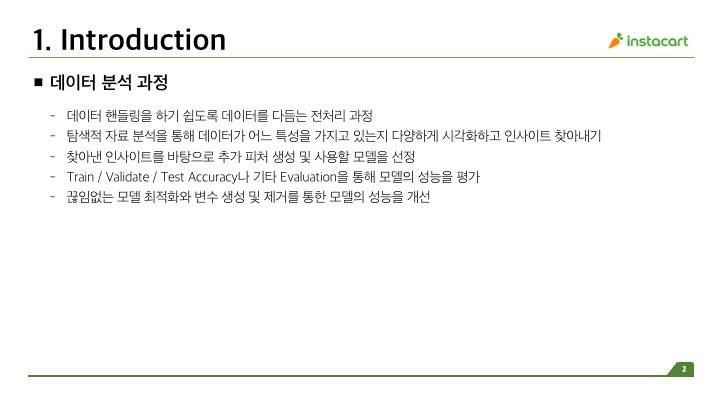 1. Introduction
instacart
■ 데이터 분석 과정
- 데이터 핸들링을 하기 쉽도록 데이터를 다듬는 전처리 과정
- 탐색적 자료 분석을 통해 데이터가 어느 특성을 가지고 있는지 다양하게 시각화하고 인사이트 찾아내기
- 찾아낸 인사이트를 바탕으로 추가 피처 생성 및 사용할 모델을 선정
- Train / Validate / Test Accuracy나 기타 Evaluation을 통해 모델의 성능을 평가
- 끊임없는 모델 최적화와 변수 생성 및 제거를 통한 모델의 성능을 개선
2